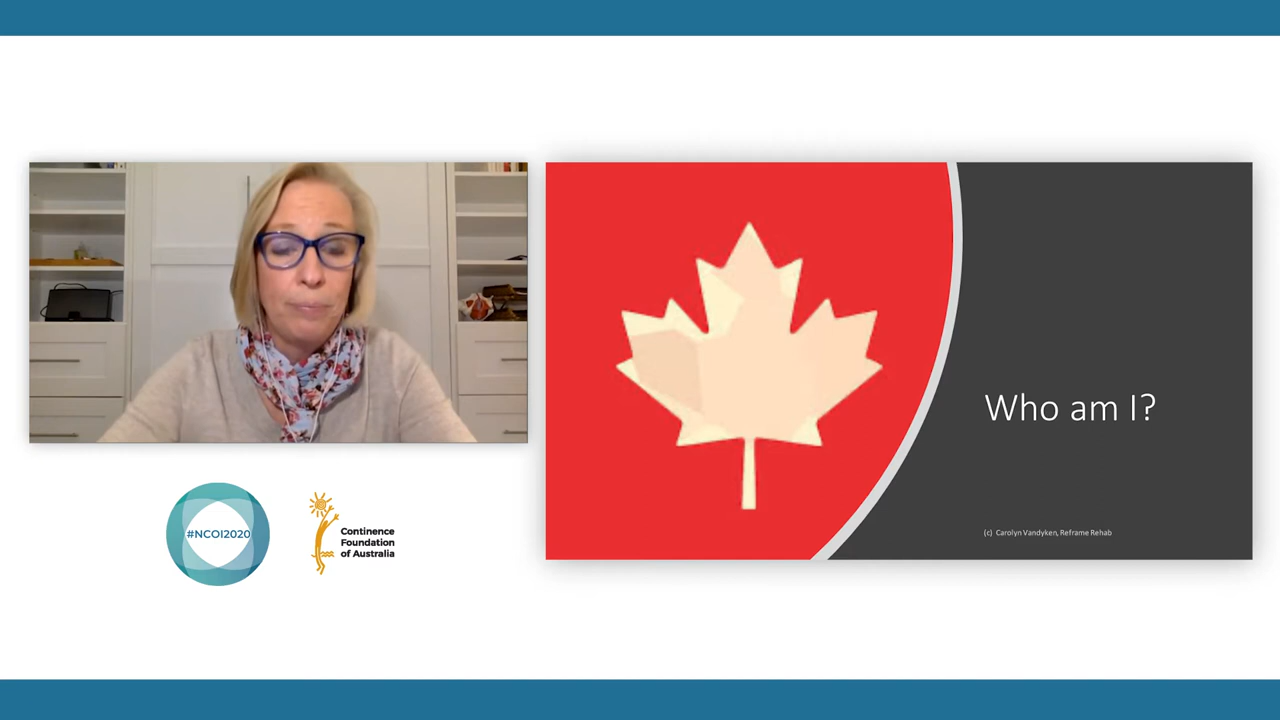 Who am I?
(c) Carolyn Vandyken, Reframe Rehab
#NCOI2020
Continence
Foundation
of Australia